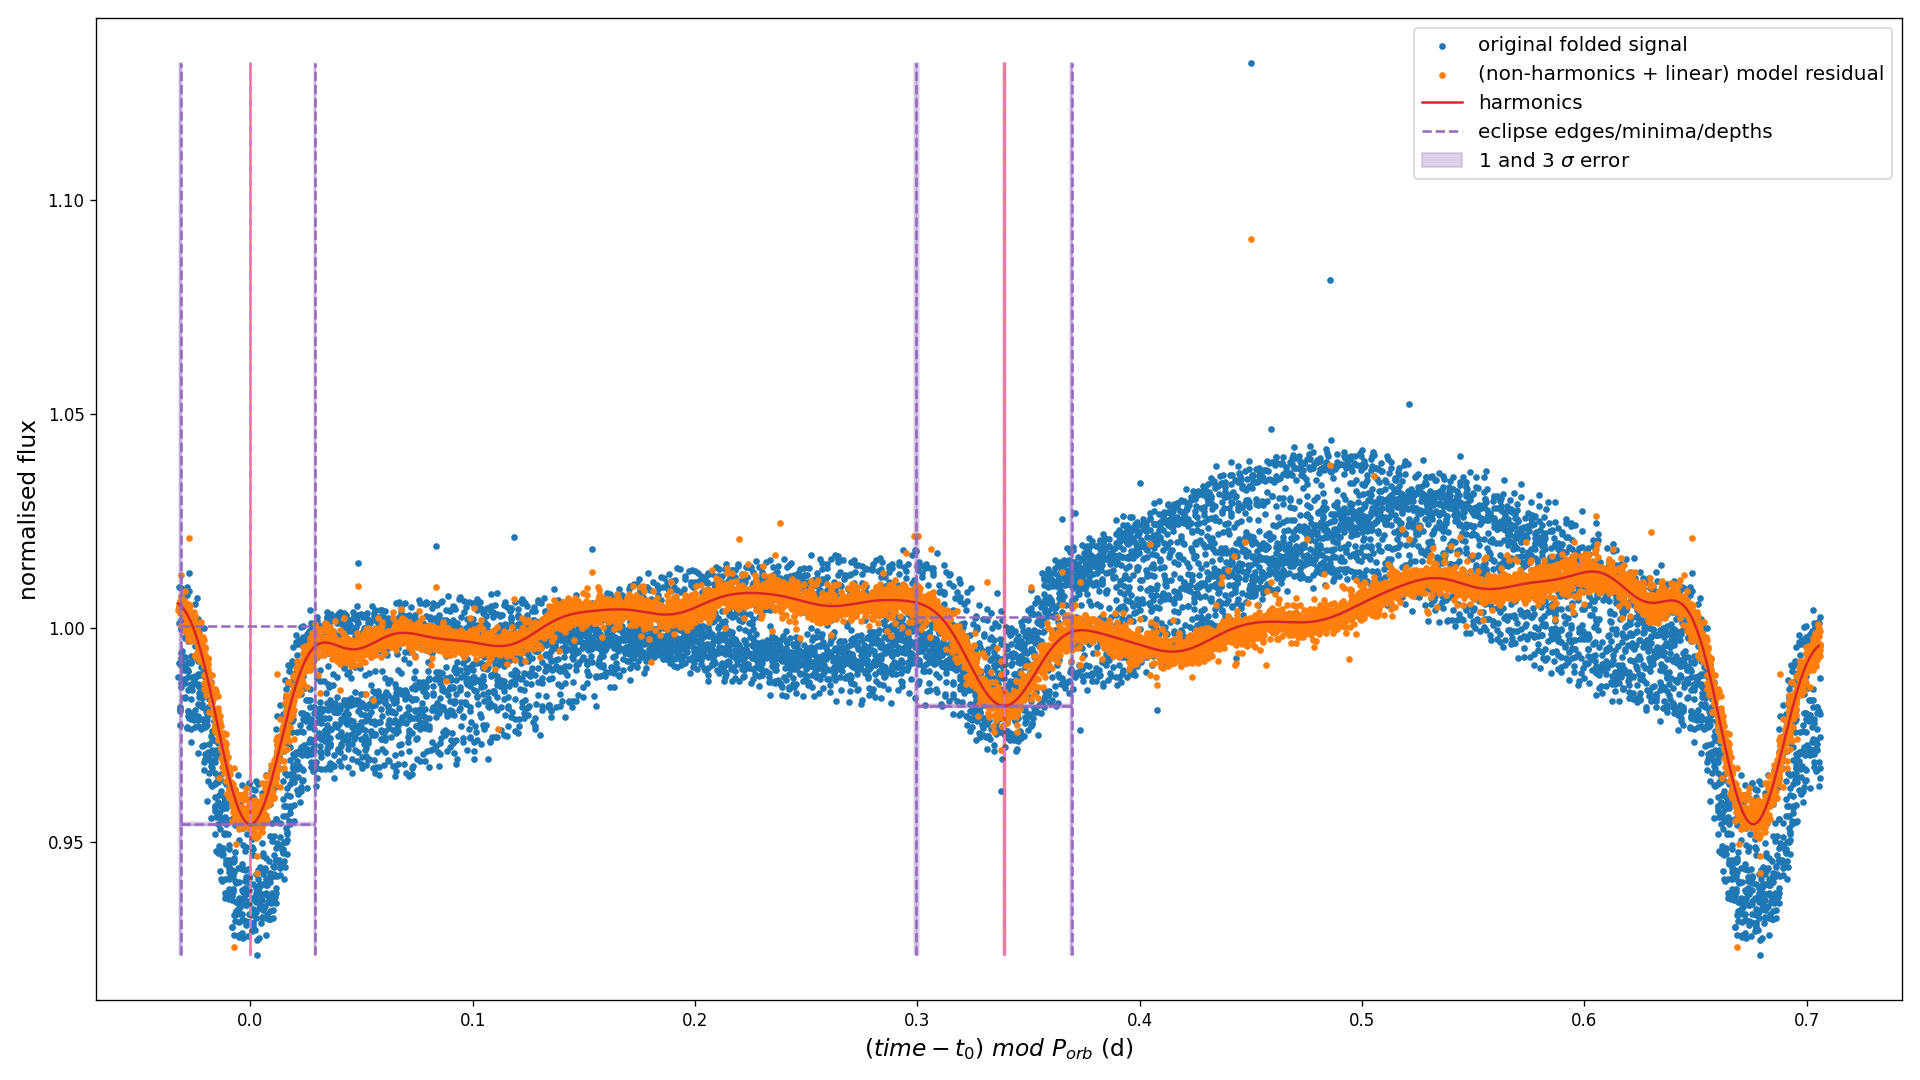 original folded signal
(non-harmonics + linear) model residual
harmonics
eclipse edges/minima/depths
1 and 3 σ error
normalised flux
1.10
1.05
1.00
0.95
0.0 0.1 0.2 0.3 0.4 0.5 0.6 0.7
(time − t₀) mod Pₒᵣb (d)